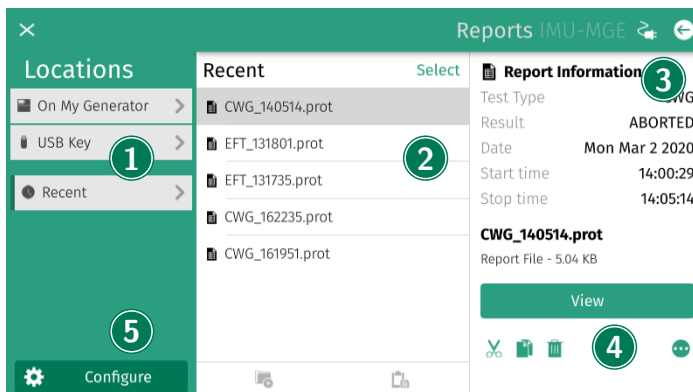 Reports IMU-MGE
Locations
On My Generator
USB Key
1
Recent
5
Configure
Recent Select
CWG_140514.prot
EFT_131801.prot
2
EFT_131735.prot
CWG_162235.prot
CWG_161951.prot
Report Information
3
Test Type
Result ABORTED
Date Mon Mar 2 2020
Start time 14:00:29
Stop time 14:05:14
CWG_140514.prot
Report File - 5.04 KB
View
4